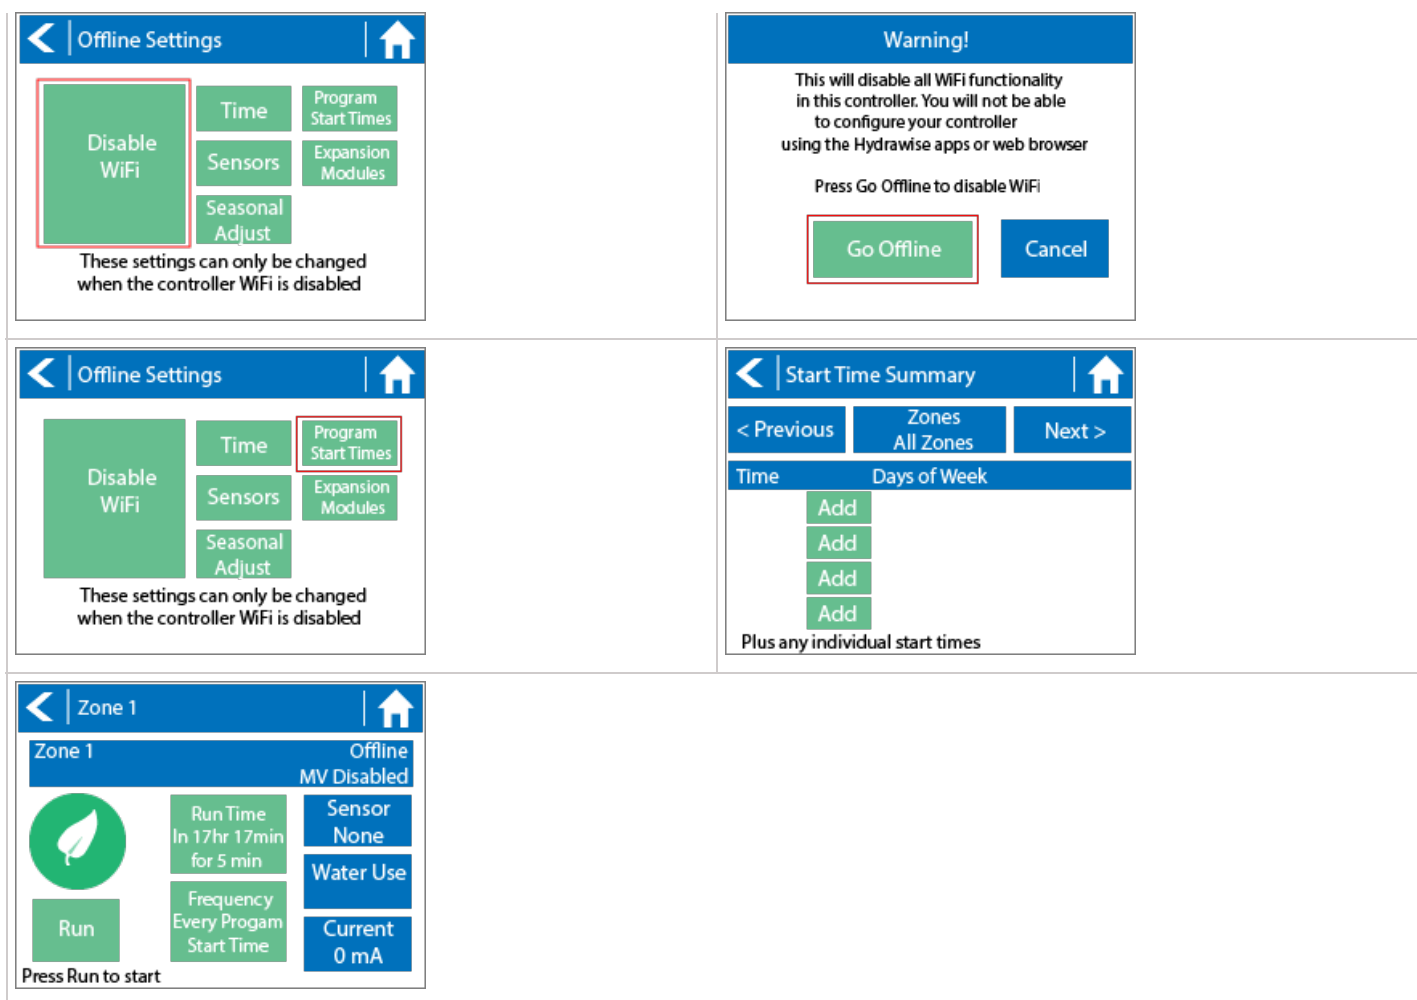 Offline Settings
Disable
WiFi
Time
Program
Start Times
Sensors
Expansion
Modules
Seasonal
Adjust
These settings can only be changed
when the controller WiFi is disabled
Warning!
This will disable all WiFi functionality
in this controller. You will not be able
to configure your controller
using the Hydrawise apps or web browser
Press Go Offline to disable WiFi
Go Offline
Cancel
Offline Settings
Disable
WiFi
Time
Program
Start Times
Sensors
Expansion
Modules
Seasonal
Adjust
These settings can only be changed
when the controller WiFi is disabled
Start Time Summary
< Previous
Zones
All Zones
Next >
Time Days of Week
Add
Add
Add
Add
Plus any individual start times
Zone 1
Zone 1 Offline
MV Disabled
Run Time
In 17hr 17min
for 5 min
Sensor
None
Water Use
Run
Frequency
Every Progam
Start Time
Current
0 mA
Press Run to start